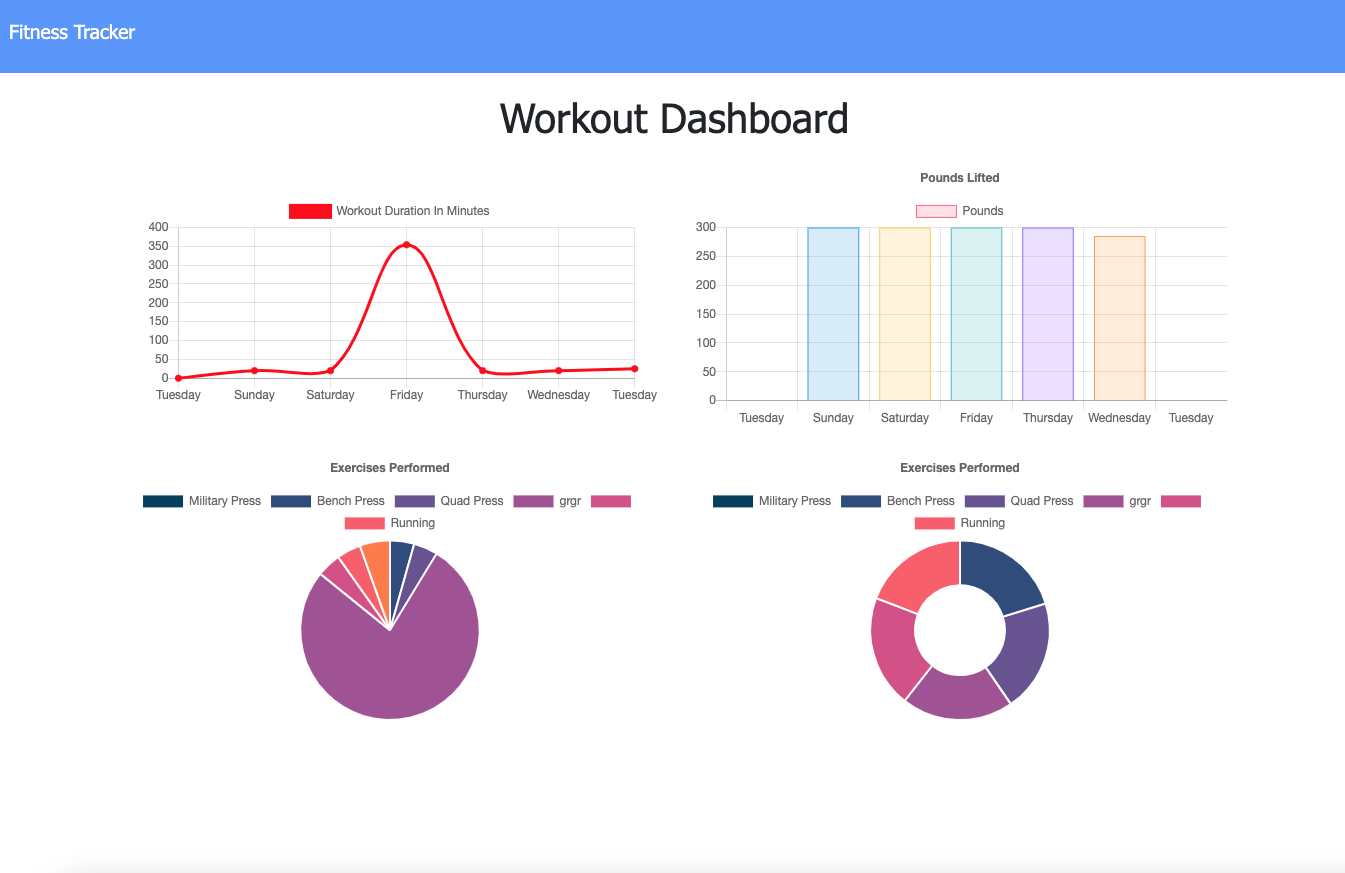 Fitness Tracker
Workout Dashboard
Workout Duration In Minutes
400
350
300
250
200
150
100
50
0
Tuesday Sunday Saturday Friday Thursday Wednesday Tuesday
Pounds Lifted
Pounds
300
250
200
150
100
50
0
Tuesday Sunday Saturday Friday Thursday Wednesday Tuesday
Exercises Performed
Military Press Bench Press Quad Press grgr
Running
Exercises Performed
Military Press Bench Press Quad Press grgr
Running